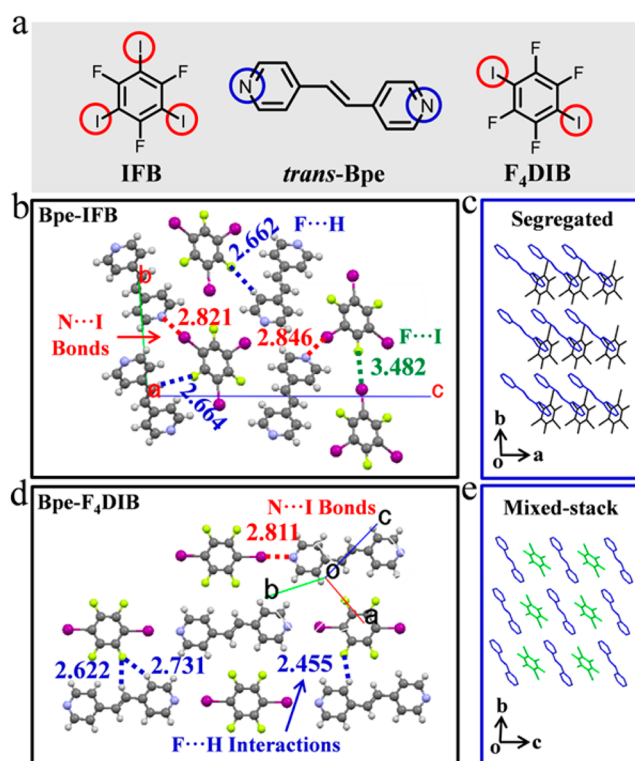 a
I
F
F
I
I
F
IFB
N
N
trans-Bpe
F
I
F
F
I
F
F₄DIB
b
Bpe-IFB
F···H
2.662
b
N···I
Bonds
2.821
2.846
F···I
3.482
a
c
2.664
c
Segregated
b
o
a
d
Bpe-F₄DIB
N···I Bonds
2.811
c
o
b
a
2.622
2.731
2.455
F···H Interactions
e
Mixed-stack
b
o
c